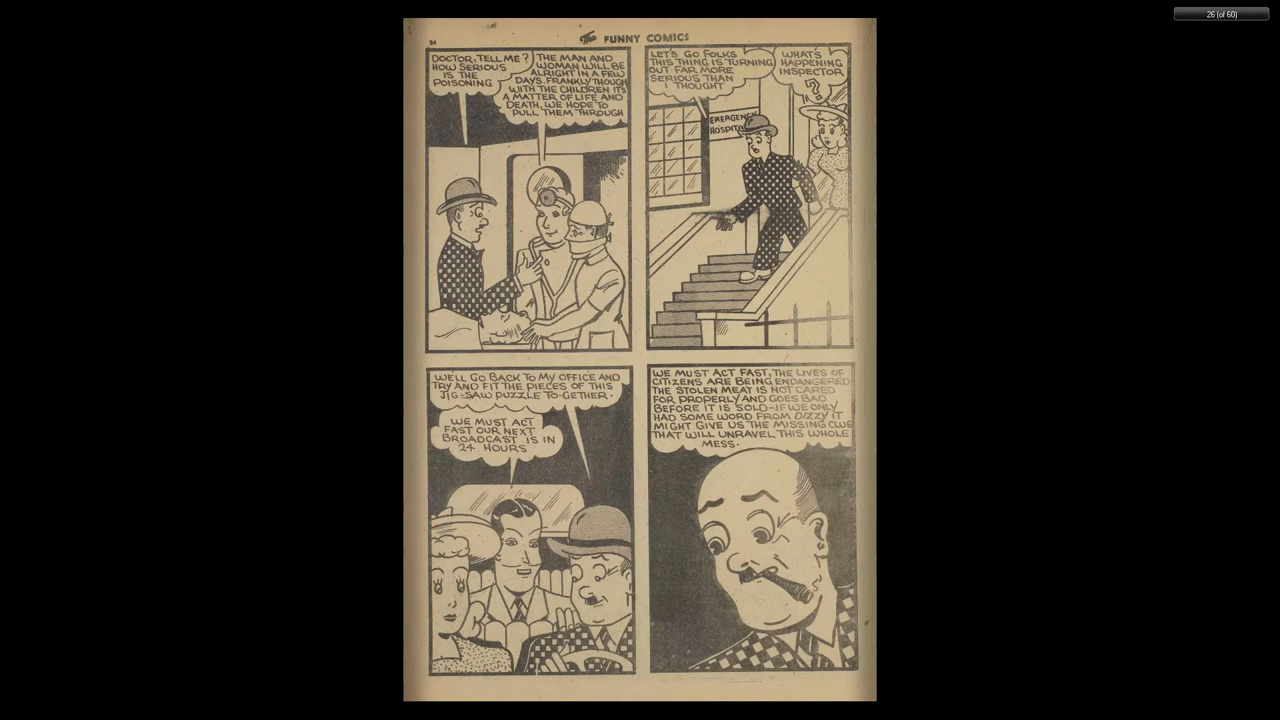 26 (of 60)
24
The FUNNY COMICS
DOCTOR, TELL ME?
HOW SERIOUS
IS THE
POISONING
THE MAN AND
WOMAN WILL BE
ALRIGHT IN A FEW
DAYS. FRANKLY THOUGH
WITH THE CHILDREN IT'S
A MATTER OF LIFE AND
DEATH, WE HOPE TO
PULL THEM THROUGH
LET'S GO FOLKS
THIS THING IS TURNING
OUT FAR MORE
SERIOUS THAN
I THOUGHT
WHAT'S
HAPPENING
INSPECTOR
?
EMERGENCY
HOSPITAL
WE'LL GO BACK TO MY OFFICE AND
TRY AND FIT THE PIECES OF THIS
JIG-SAW PUZZLE TO-GETHER.
WE MUST ACT
FAST OUR NEXT
BROADCAST IS IN
24 HOURS
WE MUST ACT FAST, THE LIVES OF
CITIZENS ARE BEING ENDANGERED
THE STOLEN MEAT IS NOT CARED
FOR PROPERLY AND GOES BAD
BEFORE IT IS SOLD-IF WE ONLY
HAD SOME WORD FROM DIZZY IT
MIGHT GIVE US THE MISSING CLUE
THAT WILL UNRAVEL THIS WHOLE
MESS.